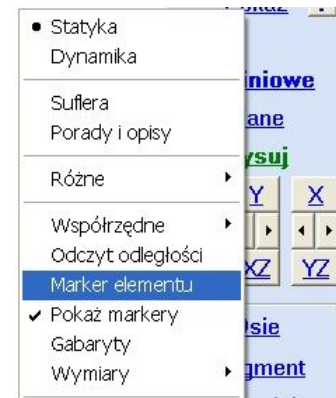 Statyka
Dynamika
Suflera
Porady i opisy
Różne
Współrzędne
Odczyt odległości
Marker elementu
Pokaż markery
Gabaryty
Wymiary
iniowe
ane
ysuj
Y X
XZ YZ
Osie
gment